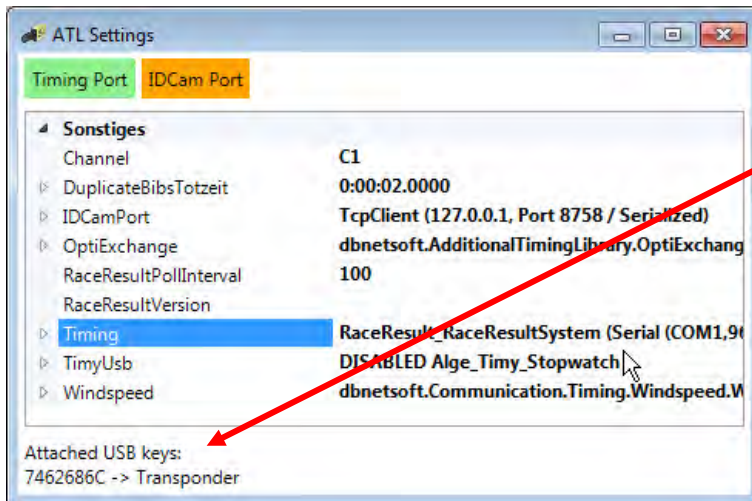 ATL Settings
Timing Port IDCam Port
Sonstiges
Channel C1
DuplicateBibsTotzeit 0:00:02.0000
IDCamPort TcpClient (127.0.0.1, Port 8758 / Serialized)
OptiExchange dbnetsoft.AdditionalTimingLibrary.OptiExchang
RaceResultPollInterval 100
RaceResultVersion
Timing RaceResult_RaceResultSystem (Serial (COM1,96
TimyUsb DISABLED Alge_Timy_Stopwatch
Windspeed dbnetsoft.Communication.Timing.Windspeed.W
Attached USB keys:
7462686C -> Transponder